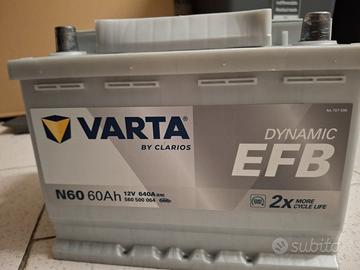 VARTA
BY CLARIOS
DYNAMIC
EFB
N60 60Ah 12V 640A (EN)
560 500 064
2x MORE
CYCLE LIFE
subito